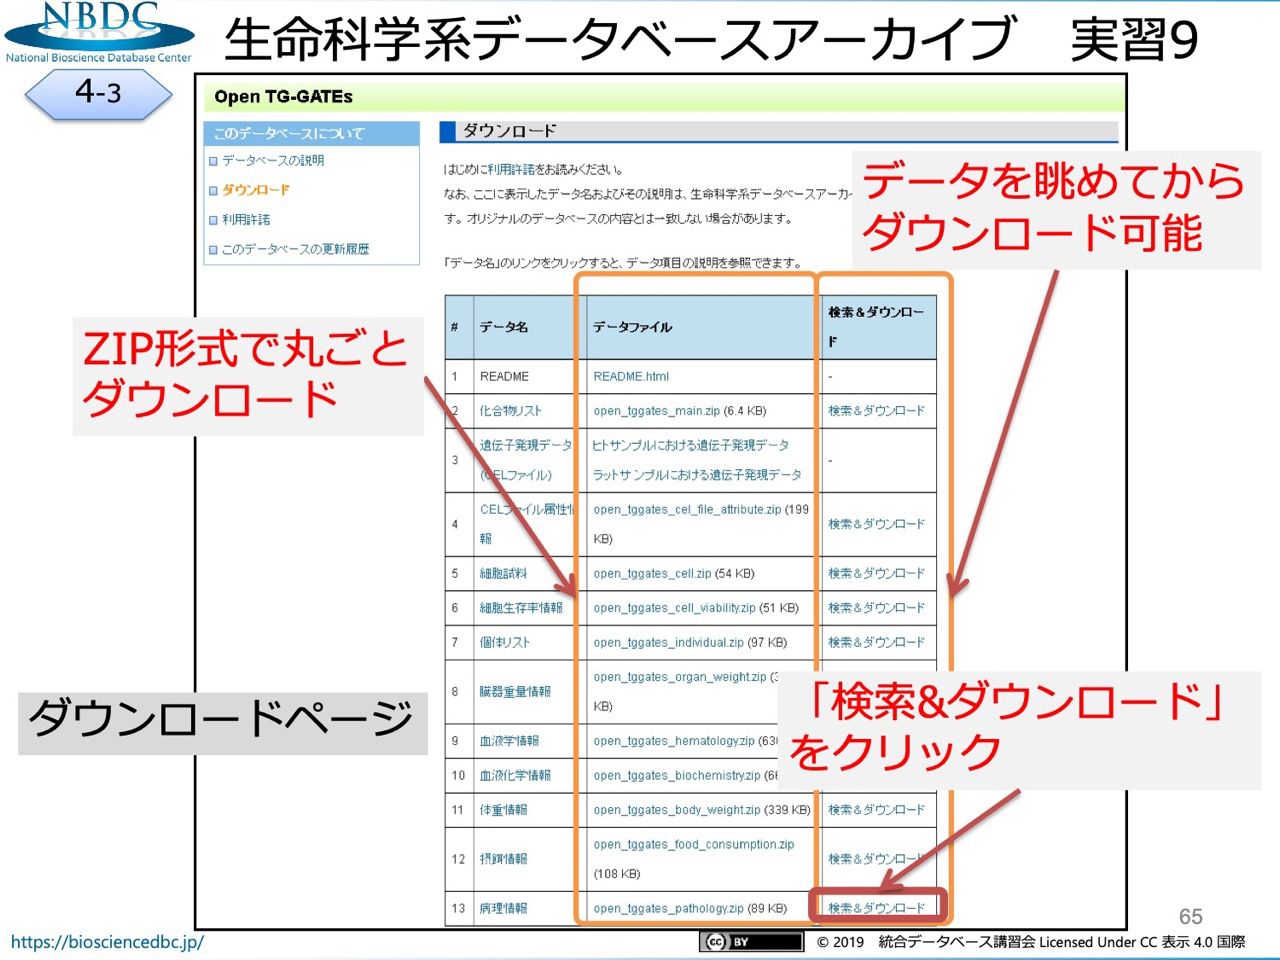 NBDC
National Bioscience Database Center
生命科学系データベースアーカイブ 実習9
4-3
Open TG-GATEs
このデータベースについて
データベースの説明
ダウンロード
利用許諾
このデータベースの更新履歴
ダウンロード
はじめに利用許諾をお読みください。
なお、ここに表示したデータ名およびその説明は、生命科学系データベースアーカイ
す。オリジナルのデータベースの内容とは一致しない場合があります。
「データ名」のリンクをクリックすると、データ項目の説明を参照できます。
データを眺めてから
ダウンロード可能
ZIP形式で丸ごと
ダウンロード
# データ名 データファイル 検索&ダウンロー
ド
1 README README.html -
2 化合物リスト open_tggates_main.zip (6.4 KB) 検索&ダウンロード
3 遺伝子発現データ ヒトサンプルにおける遺伝子発現データ -
(CELファイル) ラットサンプルにおける遺伝子発現データ
4 CELファイル属性情 open_tggates_cel_file_attribute.zip (199 検索&ダウンロード
報 KB)
5 細胞試料 open_tggates_cell.zip (54 KB) 検索&ダウンロード
6 細胞生存率情報 open_tggates_cell_viability.zip (51 KB) 検索&ダウンロード
7 個体リスト open_tggates_individual.zip (97 KB) 検索&ダウンロード
8 臓器重量情報 open_tggates_organ_weight.zip
KB)
9 血液学情報 open_tggates_hematology.zip
10 血液化学情報 open_tggates_biochemistry.zip
11 体重情報 open_tggates_body_weight.zip (339 KB) 検索&ダウンロード
12 摂餌情報 open_tggates_food_consumption.zip 検索&ダウンロード
(108 KB)
13 病理情報 open_tggates_pathology.zip (89 KB) 検索&ダウンロード
「検索&ダウンロード」
をクリック
ダウンロードページ
65
https://biosciencedbc.jp/
cc BY
© 2019 統合データベース講習会 Licensed Under CC 表示 4.0 国際